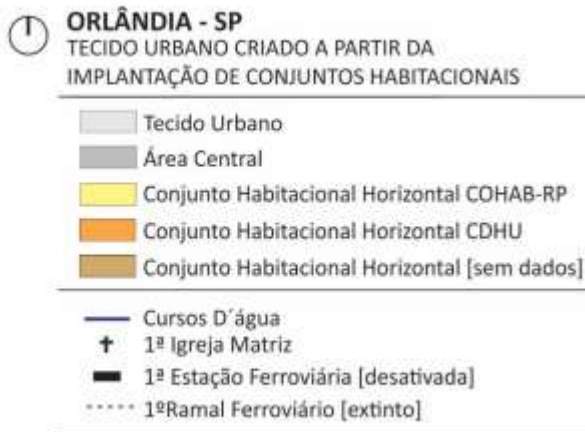 ORLÂNDIA - SP
TECIDO URBANO CRIADO A PARTIR DA
IMPLANTAÇÃO DE CONJUNTOS HABITACIONAIS
Tecido Urbano
Área Central
Conjunto Habitacional Horizontal COHAB-RP
Conjunto Habitacional Horizontal CDHU
Conjunto Habitacional Horizontal [sem dados]
Cursos D´água
1ª Igreja Matriz
1ª Estação Ferroviária [desativada]
1ºRamal Ferroviário [extinto]